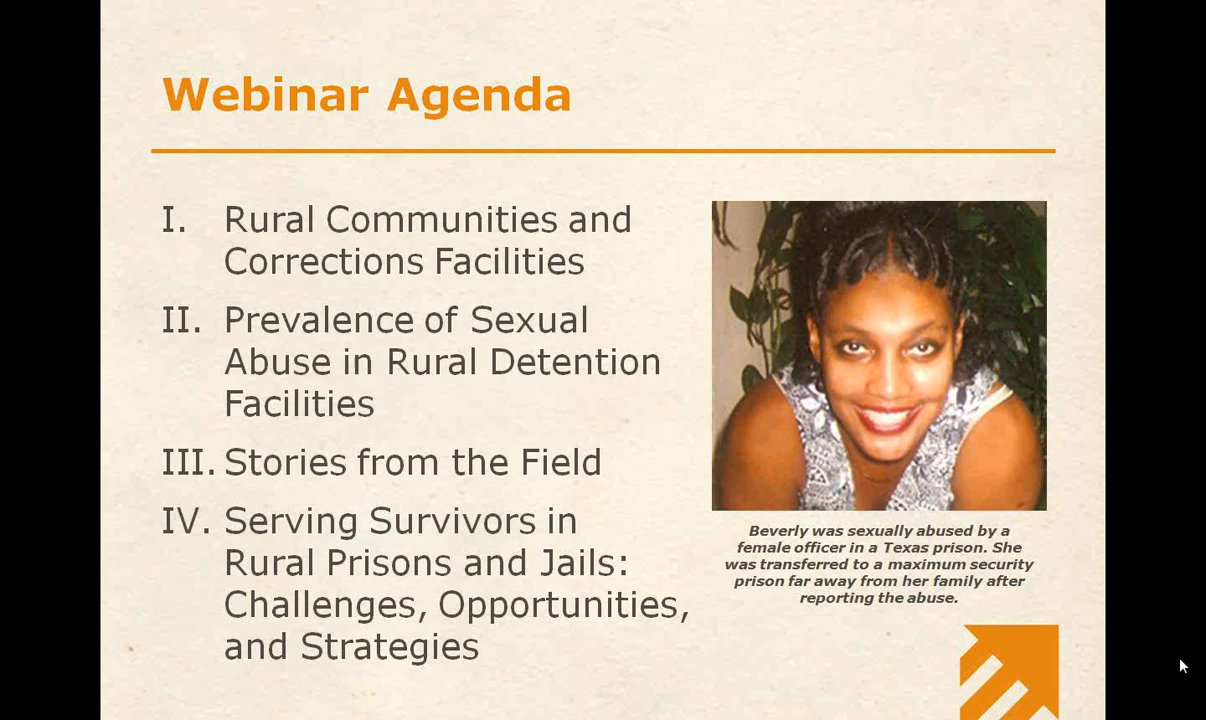 Webinar Agenda
I. Rural Communities and
Corrections Facilities
II. Prevalence of Sexual
Abuse in Rural Detention
Facilities
III. Stories from the Field
IV. Serving Survivors in
Rural Prisons and Jails:
Challenges, Opportunities,
and Strategies
Beverly was sexually abused by a
female officer in a Texas prison. She
was transferred to a maximum security
prison far away from her family after
reporting the abuse.